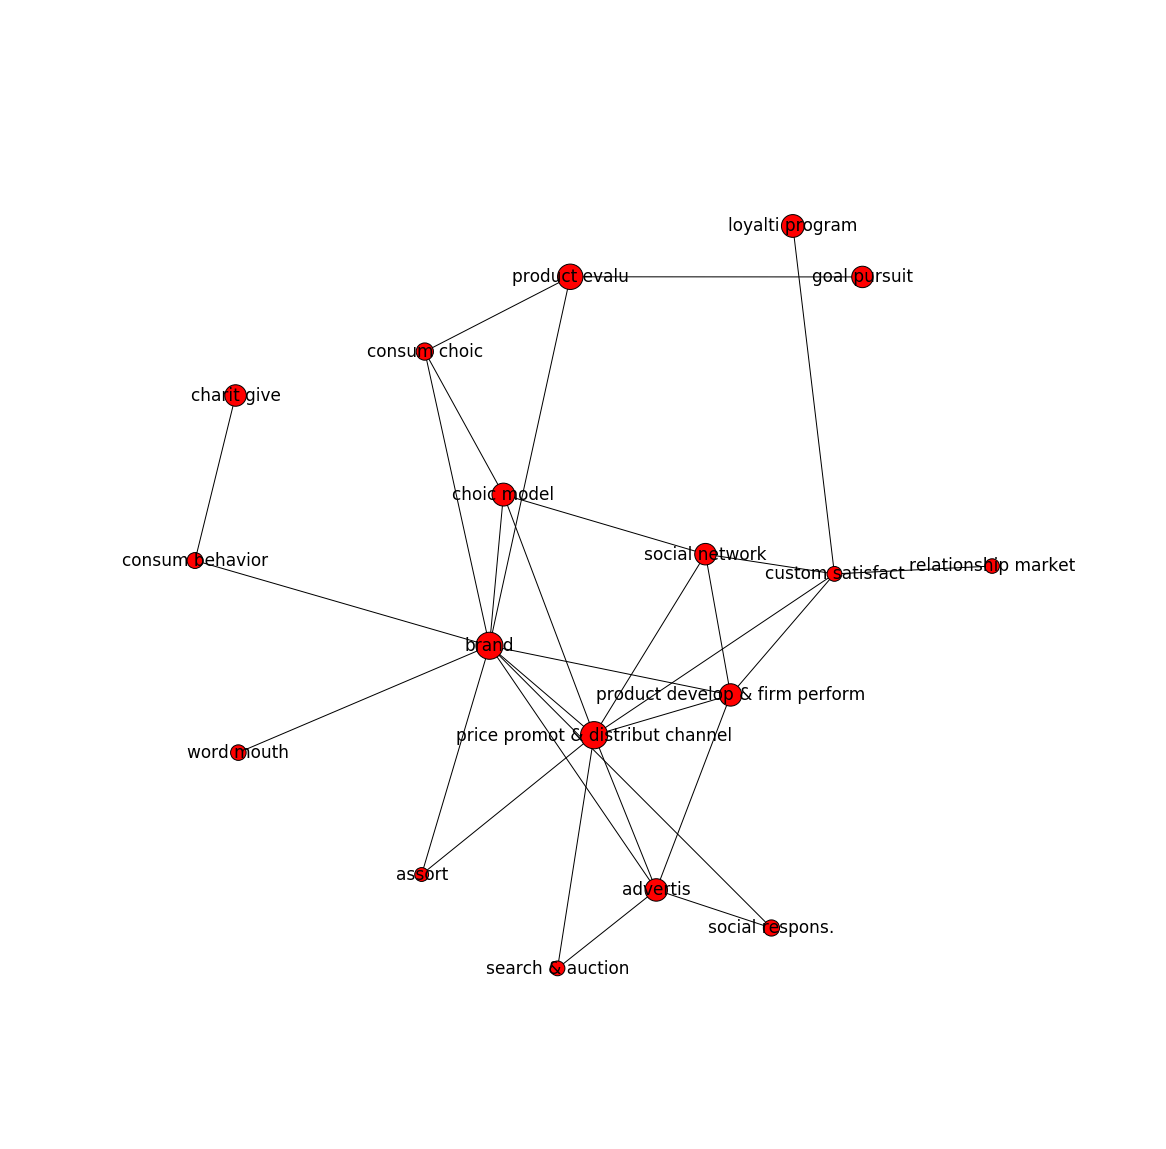 loyalti program
product evalu
goal pursuit
consum choic
charit give
choic model
social network
consum behavior
custom satisfact
relationship market
brand
product develop & firm perform
price promot & distribut channel
word mouth
assort
advertis
social respons.
search & auction